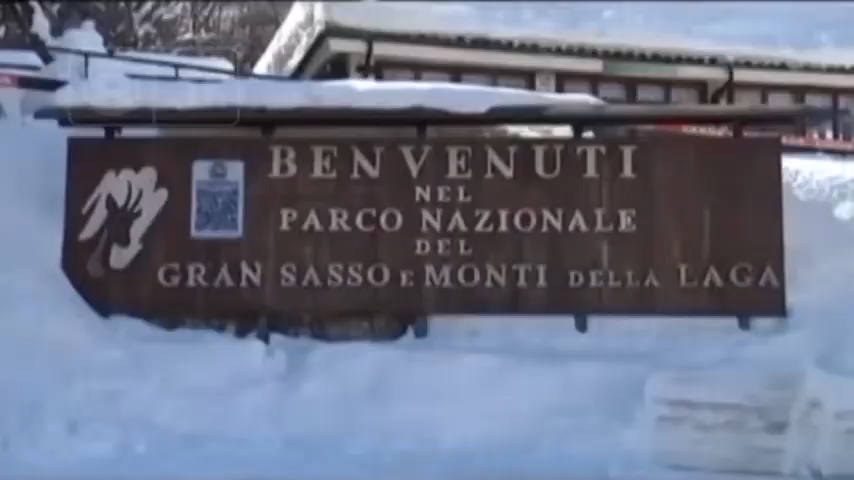 BENVENUTI
NEL
PARCO NAZIONALE
DEL
GRAN SASSO E MONTI DELLA LAGA